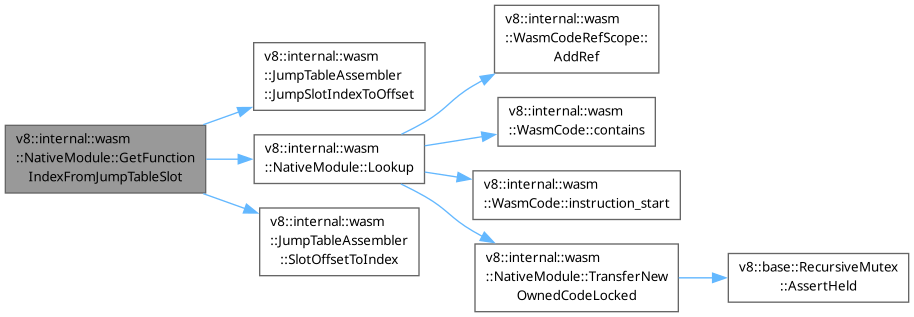 v8::internal::wasm
::NativeModule::GetFunction
IndexFromJumpTableSlot
v8::internal::wasm
::JumpTableAssembler
::JumpSlotIndexToOffset
v8::internal::wasm
::NativeModule::Lookup
v8::internal::wasm
::JumpTableAssembler
::SlotOffsetToIndex
v8::internal::wasm
::WasmCodeRefScope::
AddRef
v8::internal::wasm
::WasmCode::contains
v8::internal::wasm
::WasmCode::instruction_start
v8::internal::wasm
::NativeModule::TransferNew
OwnedCodeLocked
v8::base::RecursiveMutex
::AssertHeld